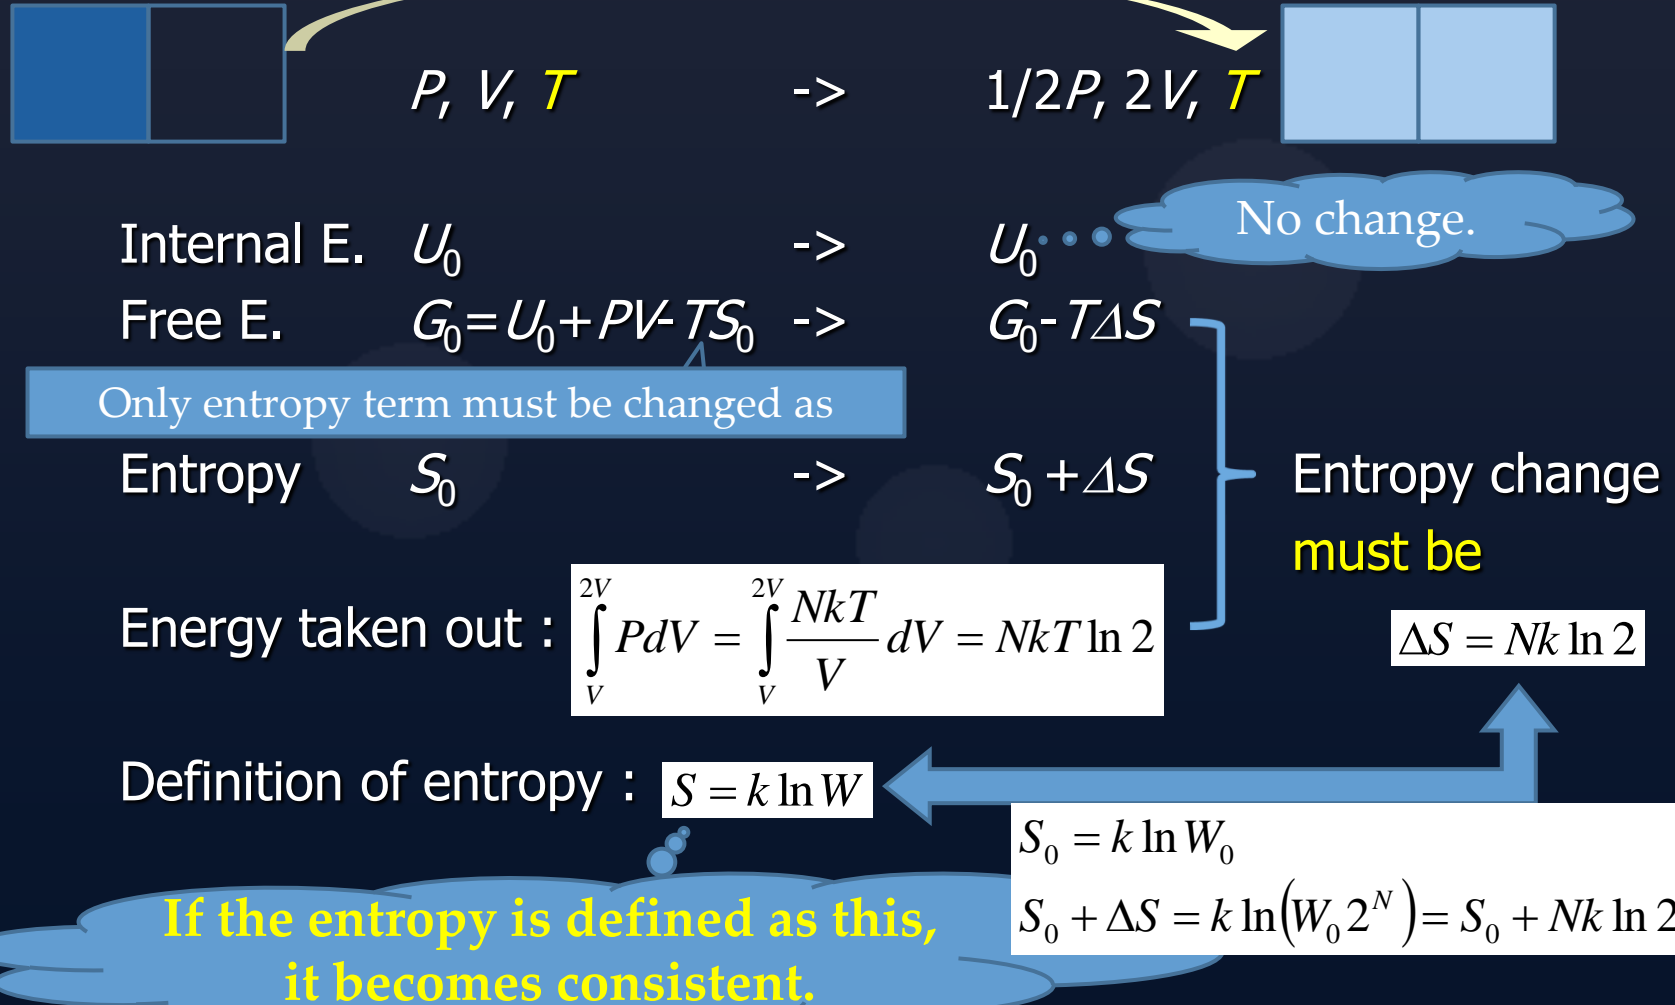 P, V, T -> 1/2P, 2V, T
No change.
Internal E. U₀ -> U₀
Free E. G₀=U₀+PV-TS₀ -> G₀-TΔS
Only entropy term must be changed as
Entropy S₀ -> S₀+ΔS
Entropy change
must be
Energy taken out : ∫_V^{2V} PdV = ∫_V^{2V} \frac{NkT}{V} dV = NkT ln 2
ΔS = Nk ln 2
Definition of entropy : S = k ln W
S₀ = k ln W₀
S₀ + ΔS = k ln(W₀2^N) = S₀ + Nk ln 2
If the entropy is defined as this,
it becomes consistent.